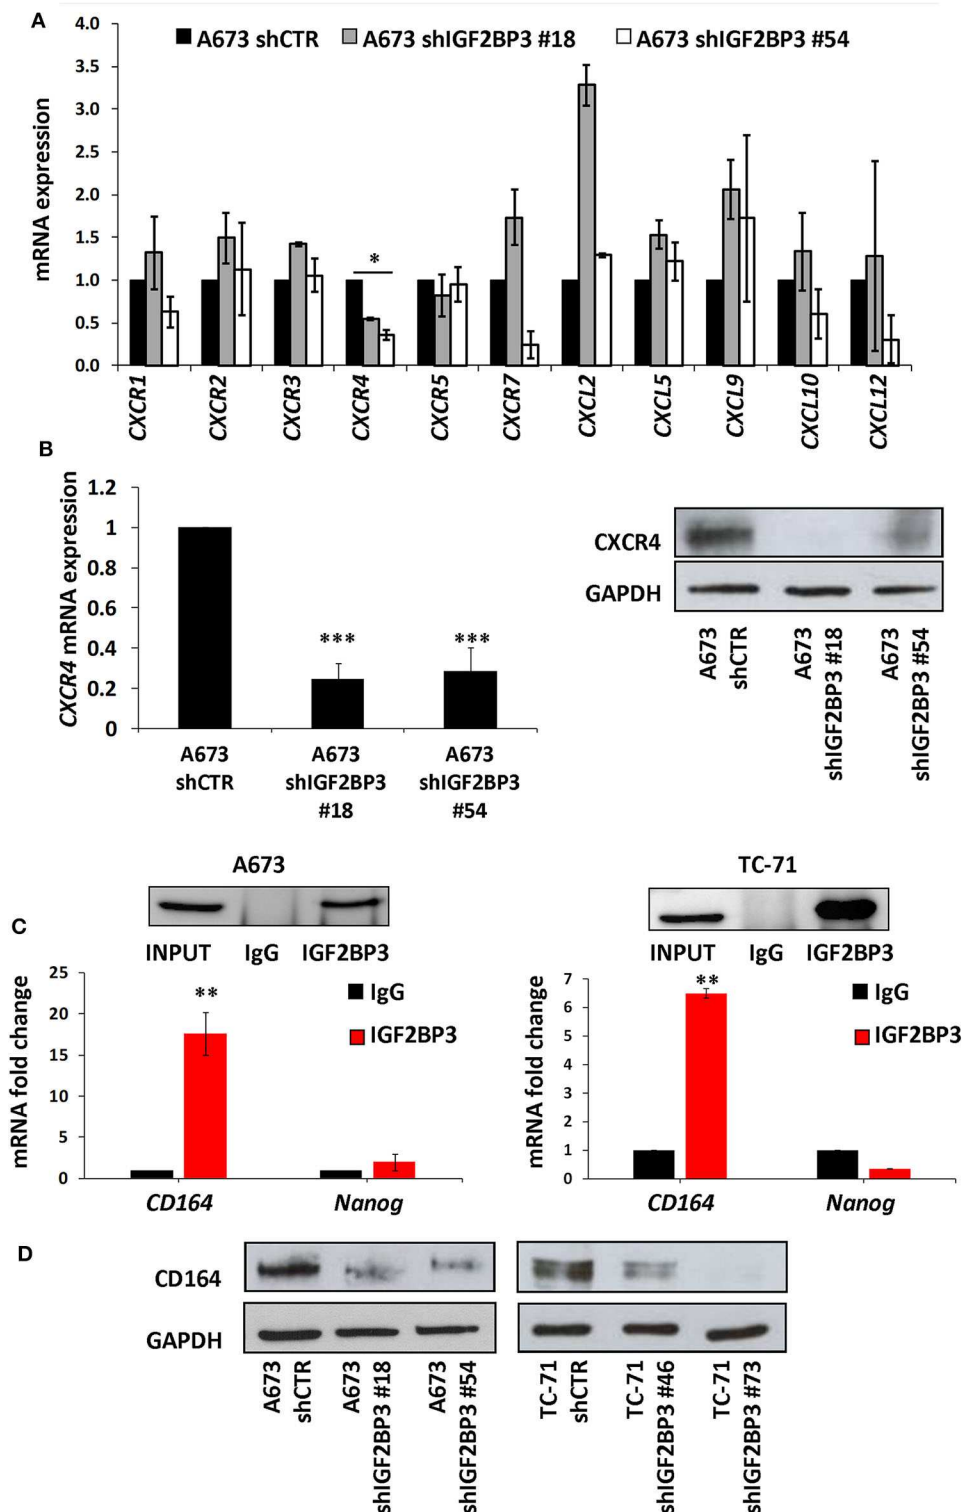 A
A673 shCTR
A673 shIGF2BP3 #18
A673 shIGF2BP3 #54
mRNA expression
4.0
3.5
3.0
2.5
2.0
1.5
1.0
0.5
0.0
*
CXCR1
CXCR2
CXCR3
CXCR4
CXCR5
CXCR7
CXCL2
CXCL5
CXCL9
CXCL10
CXCL12
B
CXCR4 mRNA expression
1.2
1
0.8
0.6
0.4
0.2
0
***
***
A673
shCTR
A673
shIGF2BP3
#18
A673
shIGF2BP3
#54
CXCR4
GAPDH
A673
shCTR
A673
shIGF2BP3 #18
A673
shIGF2BP3 #54
C
A673
INPUT
IgG
IGF2BP3
mRNA fold change
25
20
15
10
5
0
**
IgG
IGF2BP3
CD164
Nanog
TC-71
INPUT
IgG
IGF2BP3
mRNA fold change
7
6
5
4
3
2
1
0
**
IgG
IGF2BP3
CD164
Nanog
D
CD164
GAPDH
A673
shCTR
A673
shIGF2BP3 #18
A673
shIGF2BP3 #54
TC-71
shCTR
TC-71
shIGF2BP3 #46
TC-71
shIGF2BP3 #73